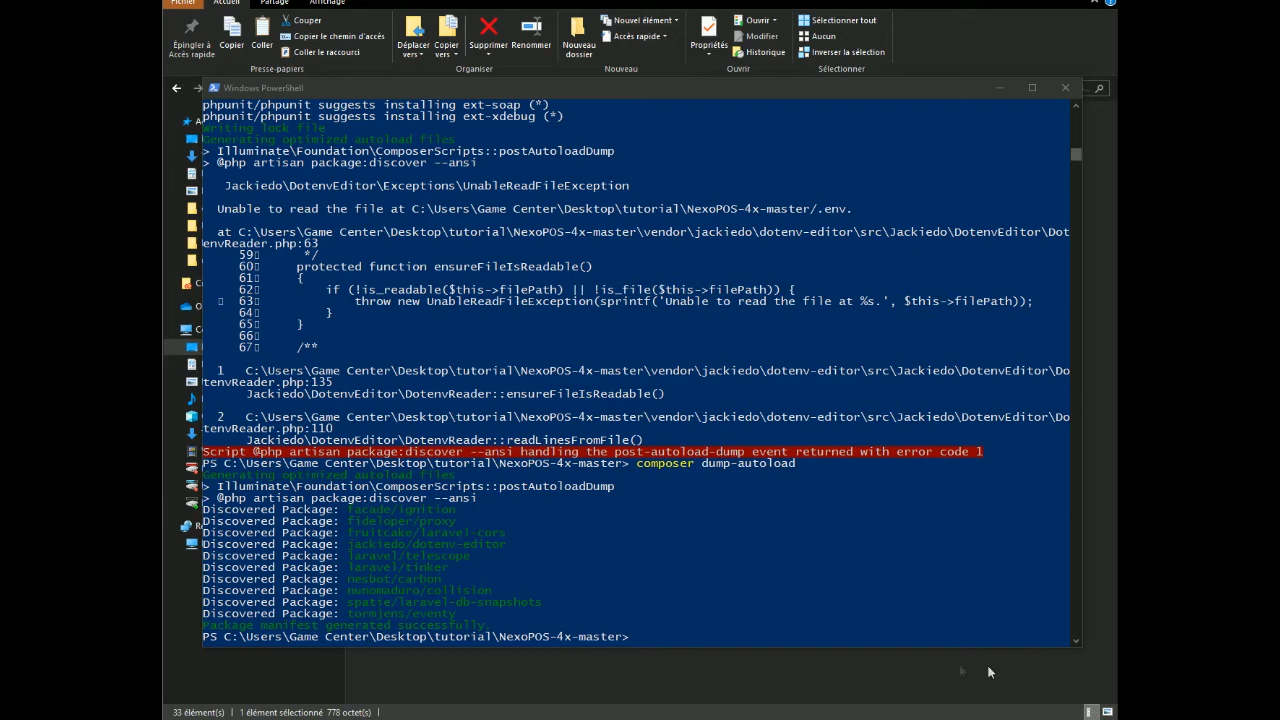 Fichier Accueil Partage Affichage
Épingler à
Accès rapide
Copier
Coller
Couper
Copier le chemin d'accès
Coller le raccourci
Presse-papiers
Déplacer
vers
Copier
vers
Supprimer
Renommer
Organiser
Nouveau
dossier
Nouvel élément
Accès rapide
Nouveau
Propriétés
Ouvrir
Modifier
Historique
Ouvrir
Sélectionner tout
Aucun
Inverser la sélection
Sélectionner
Windows PowerShell
phpunit/phpunit suggests installing ext-soap (*)
phpunit/phpunit suggests installing ext-xdebug (*)
Writing lock file
Generating optimized autoload files
> Illuminate\Foundation\ComposerScripts::postAutoloadDump
> @php artisan package:discover --ansi
Jackiedo\DotenvEditor\Exceptions\UnableReadFileException
Unable to read the file at C:\Users\Game Center\Desktop\tutorial\NexoPOS-4x-master/.env.
at C:\Users\Game Center\Desktop\tutorial\NexoPOS-4x-master\vendor\jackiedo\dotenv-editor\src\Jackiedo\DotenvEditor\Dot
envReader.php:63
59 */
60 protected function ensureFileIsReadable()
61 {
62 if (!is_readable($this->filePath) || !is_file($this->filePath)) {
63 throw new UnableReadFileException(sprintf('Unable to read the file at %s.', $this->filePath));
64 }
65 }
66
67 /**
1 C:\Users\Game Center\Desktop\tutorial\NexoPOS-4x-master\vendor\jackiedo\dotenv-editor\src\Jackiedo\DotenvEditor\Do
tenvReader.php:135
Jackiedo\DotenvEditor\DotenvReader::ensureFileIsReadable()
2 C:\Users\Game Center\Desktop\tutorial\NexoPOS-4x-master\vendor\jackiedo\dotenv-editor\src\Jackiedo\DotenvEditor\Do
tenvReader.php:110
Jackiedo\DotenvEditor\DotenvReader::readLinesFromFile()
Script @php artisan package:discover --ansi handling the post-autoload-dump event returned with error code 1
PS C:\Users\Game Center\Desktop\tutorial\NexoPOS-4x-master> composer dump-autoload
Generating optimized autoload files
> Illuminate\Foundation\ComposerScripts::postAutoloadDump
> @php artisan package:discover --ansi
Discovered Package: facade/ignition
Discovered Package: fideloper/proxy
Discovered Package: fruitcake/laravel-cors
Discovered Package: jackiedo/dotenv-editor
Discovered Package: laravel/telescope
Discovered Package: laravel/tinker
Discovered Package: nesbot/carbon
Discovered Package: nunomaduro/collision
Discovered Package: spatie/laravel-db-snapshots
Discovered Package: tormjens/eventy
Package manifest generated successfully.
PS C:\Users\Game Center\Desktop\tutorial\NexoPOS-4x-master>
33 élément(s) 1 élément sélectionné 778 octet(s)